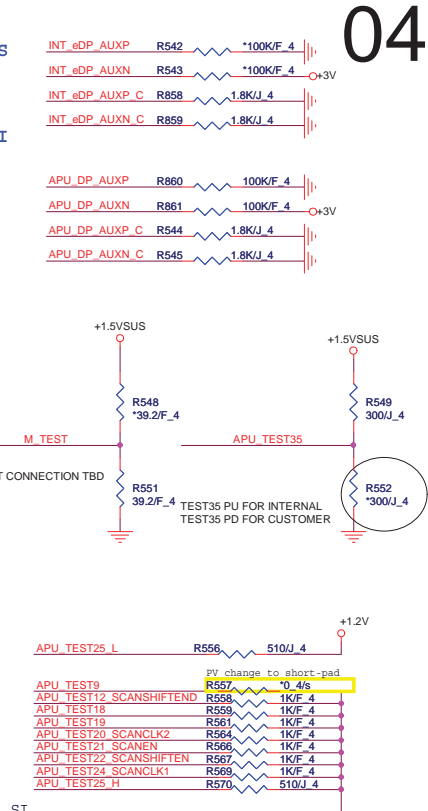 04
S
INT_eDP_AUXP R542 *100K/F_4
INT_eDP_AUXN R543 *100K/F_4 +3V
INT_eDP_AUXP_C R858 1.8K/J_4
INT_eDP_AUXN_C R859 1.8K/J_4
I
APU_DP_AUXP R860 100K/F_4
APU_DP_AUXN R861 100K/F_4 +3V
APU_DP_AUXP_C R544 1.8K/J_4
APU_DP_AUXN_C R545 1.8K/J_4
+1.5VSUS
+1.5VSUS
R548
*39.2/F_4
R549
300/J_4
M_TEST
APU_TEST35
T CONNECTION TBD
R551
39.2/F_4
R552
*300/J_4
TEST35 PU FOR INTERNAL
TEST35 PD FOR CUSTOMER
+1.2V
APU_TEST25_L R556 510/J_4
PV change to short-pad
APU_TEST9 R557 *0_4/s
APU_TEST12_SCANSHIFTEND R558 1K/F_4
APU_TEST18 R559 1K/F_4
APU_TEST19 R561 1K/F_4
APU_TEST20_SCANCLK2 R564 1K/F_4
APU_TEST21_SCANEN R566 1K/F_4
APU_TEST22_SCANSHIFTEN R567 1K/F_4
APU_TEST24_SCANCLK1 R569 1K/F_4
APU_TEST25_H R570 510/J_4
SI